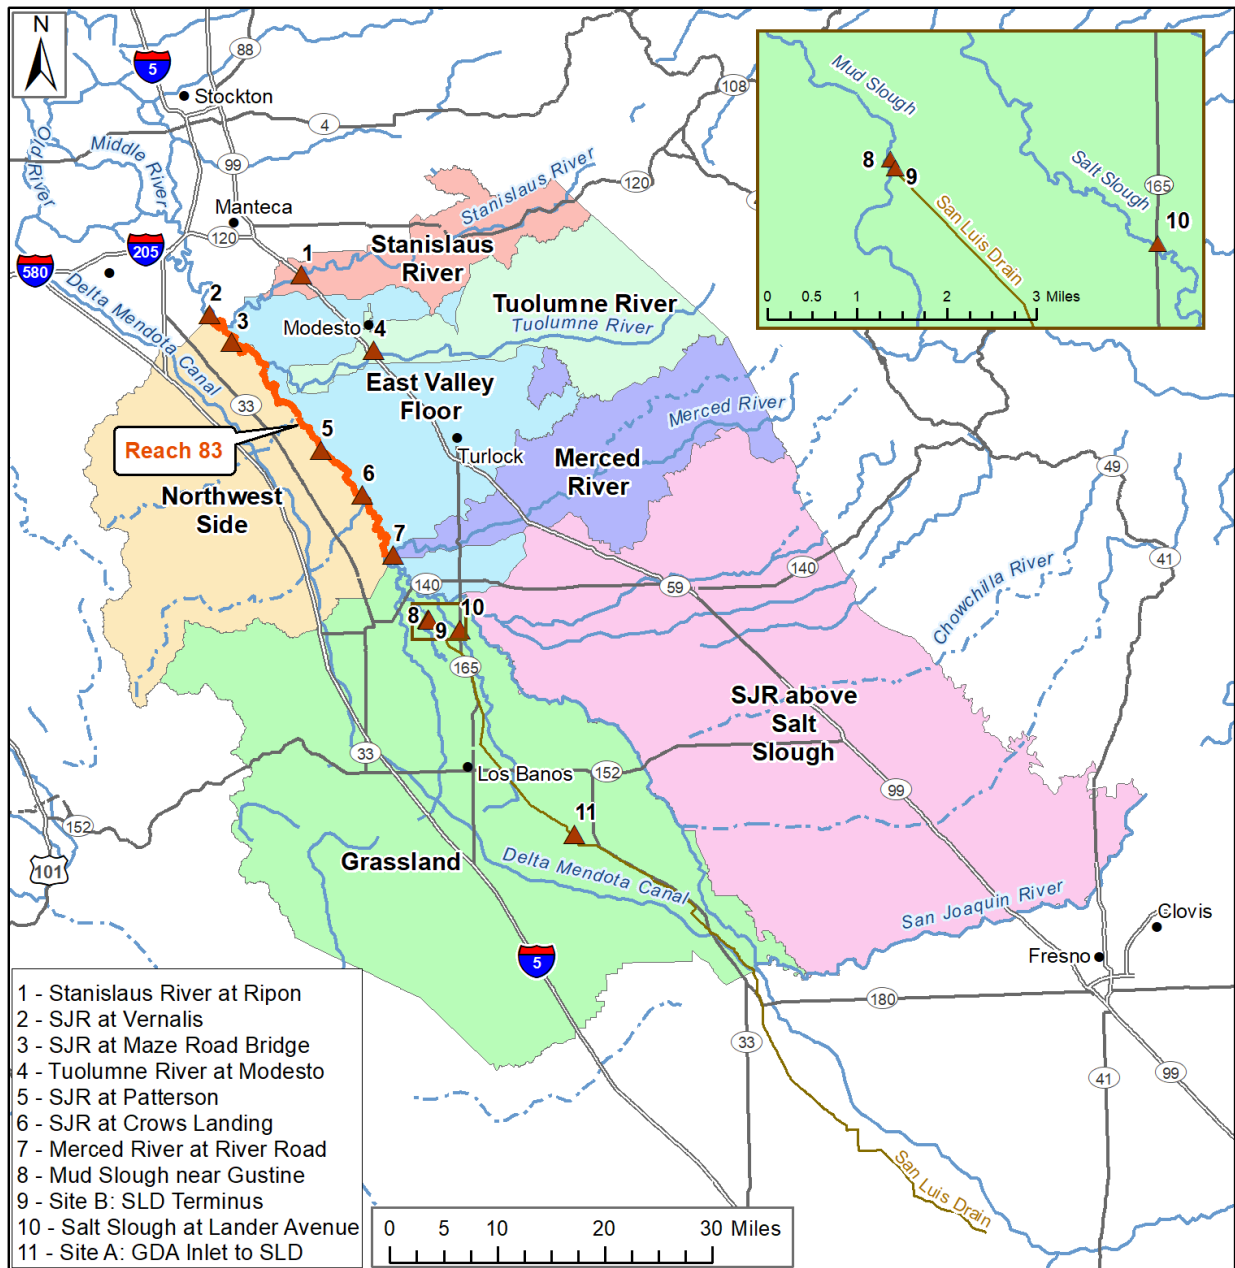 N
5
88
Stockton
4
108
Old River
Middle River
99
120
Stanislaus River
Manteca
120
205
580
Delta Mendota Canal
1
Stanislaus
River
2
3
Modesto
4
Tuolumne River
Tuolumne River
East Valley
Floor
33
Reach 83
5
Turlock
Merced River
Merced
River
6
Northwest
Side
7
49
41
140
140
59
Chowchilla River
8
9
10
165
SJR above
Salt
Slough
33
Los Banos
152
99
152
101
11
Grassland
Delta Mendota Canal
San Joaquin River
Clovis
Fresno
5
180
33
41
99
San Luis Drain
Mud Slough
8
9
Salt Slough
165
10
San Luis Drain
0 0.5 1 2 3 Miles
1 - Stanislaus River at Ripon
2 - SJR at Vernalis
3 - SJR at Maze Road Bridge
4 - Tuolumne River at Modesto
5 - SJR at Patterson
6 - SJR at Crows Landing
7 - Merced River at River Road
8 - Mud Slough near Gustine
9 - Site B: SLD Terminus
10 - Salt Slough at Lander Avenue
11 - Site A: GDA Inlet to SLD
0 5 10 20 30 Miles